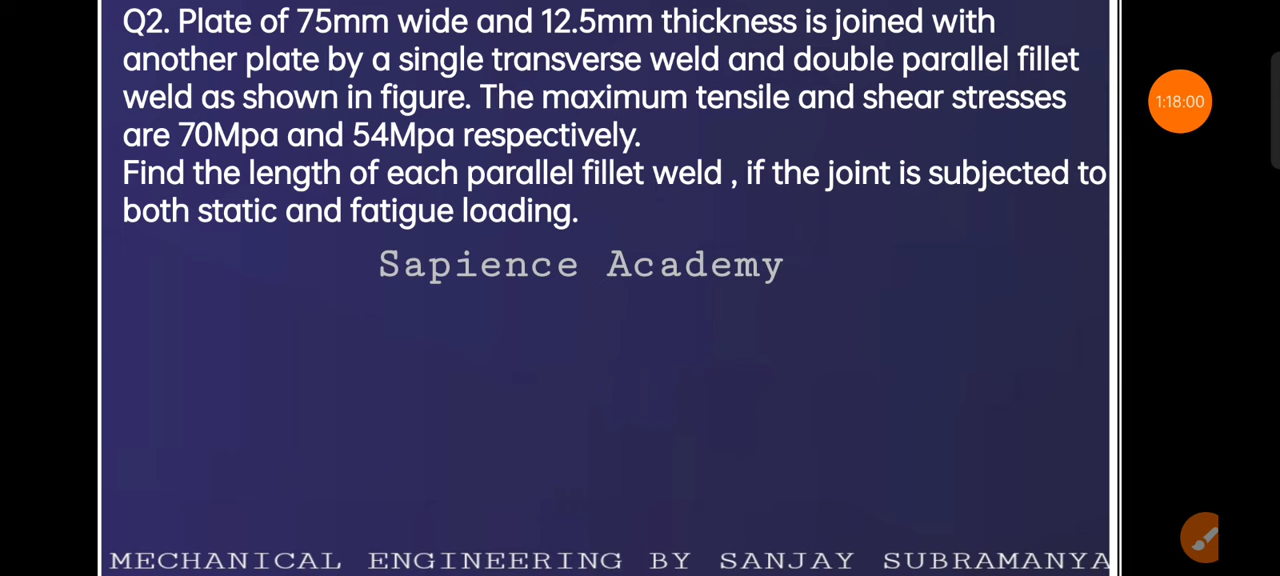 Q2. Plate of 75mm wide and 12.5mm thickness is joined with
another plate by a single transverse weld and double parallel fillet
weld as shown in figure. The maximum tensile and shear stresses
are 70Mpa and 54Mpa respectively.
Find the length of each parallel fillet weld , if the joint is subjected to
both static and fatigue loading.
Sapience Academy
1:18:00
MECHANICAL ENGINEERING BY SANJAY SUBRAMANYA